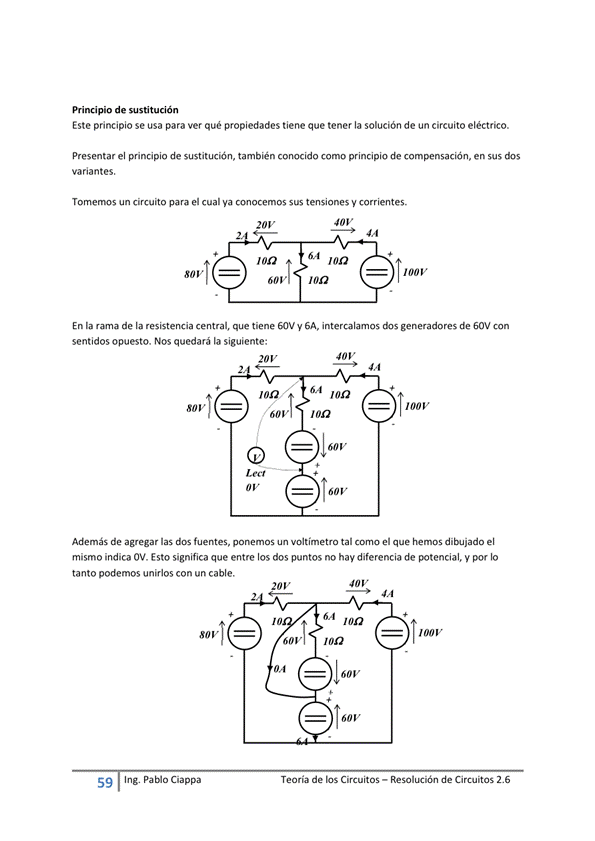 Principio de sustitución
Este principio se usa para ver qué propiedades tiene que tener la solución de un circuito eléctrico.
Presentar el principio de sustitución, también conocido como principio de compensación, en sus dos
variantes.
Tomemos un circuito para el cual ya conocemos sus tensiones y corrientes.
20V 40V
2A 4A
+ 10Ω 6A 10Ω +
80V 60V 10Ω 100V
- -
En la rama de la resistencia central, que tiene 60V y 6A, intercalamos dos generadores de 60V con
sentidos opuesto. Nos quedará la siguiente:
20V 40V
2A 4A
+ 10Ω 6A 10Ω +
80V 60V 10Ω 100V
- - -
V 60V
+
Lect +
0V 60V
-
Además de agregar las dos fuentes, ponemos un voltímetro tal como el que hemos dibujado el
mismo indica 0V. Esto significa que entre los dos puntos no hay diferencia de potencial, y por lo
tanto podemos unirlos con un cable.
20V 40V
2A 4A
+ 10Ω 6A 10Ω +
80V 60V 10Ω 100V
- - -
0A 60V
+
+
60V
6A -
59 Ing. Pablo Ciappa Teoría de los Circuitos – Resolución de Circuitos 2.6